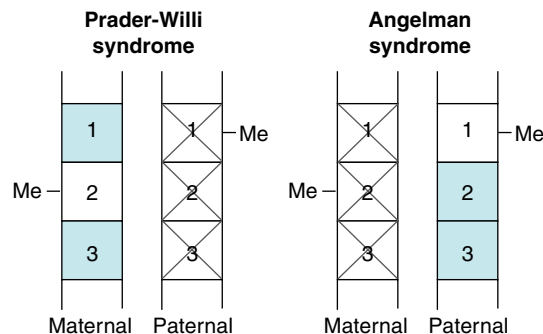 Prader-Willi
syndrome
Angelman
syndrome
1 1 Me 1 1 Me
Me 2 2 Me 2 2
3 3 3 3
Maternal Paternal Maternal Paternal